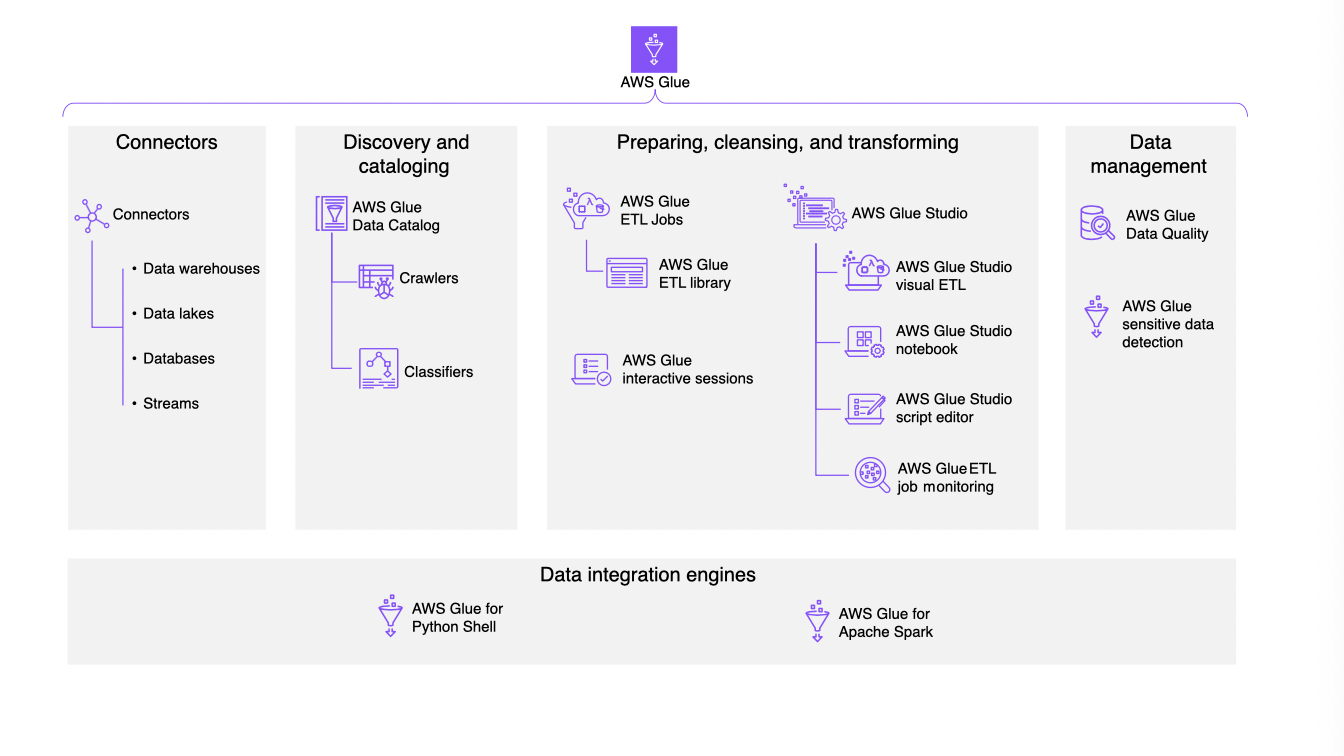 AWS Glue
Connectors
Connectors
• Data warehouses
• Data lakes
• Databases
• Streams
Discovery and
cataloging
AWS Glue
Data Catalog
Crawlers
Classifiers
Preparing, cleansing, and transforming
AWS Glue
ETL Jobs
AWS Glue
ETL library
AWS Glue
interactive sessions
AWS Glue Studio
AWS Glue Studio
visual ETL
AWS Glue Studio
notebook
AWS Glue Studio
script editor
AWS Glue ETL
job monitoring
Data
management
AWS Glue
Data Quality
AWS Glue
sensitive data
detection
Data integration engines
AWS Glue for
Python Shell
AWS Glue for
Apache Spark